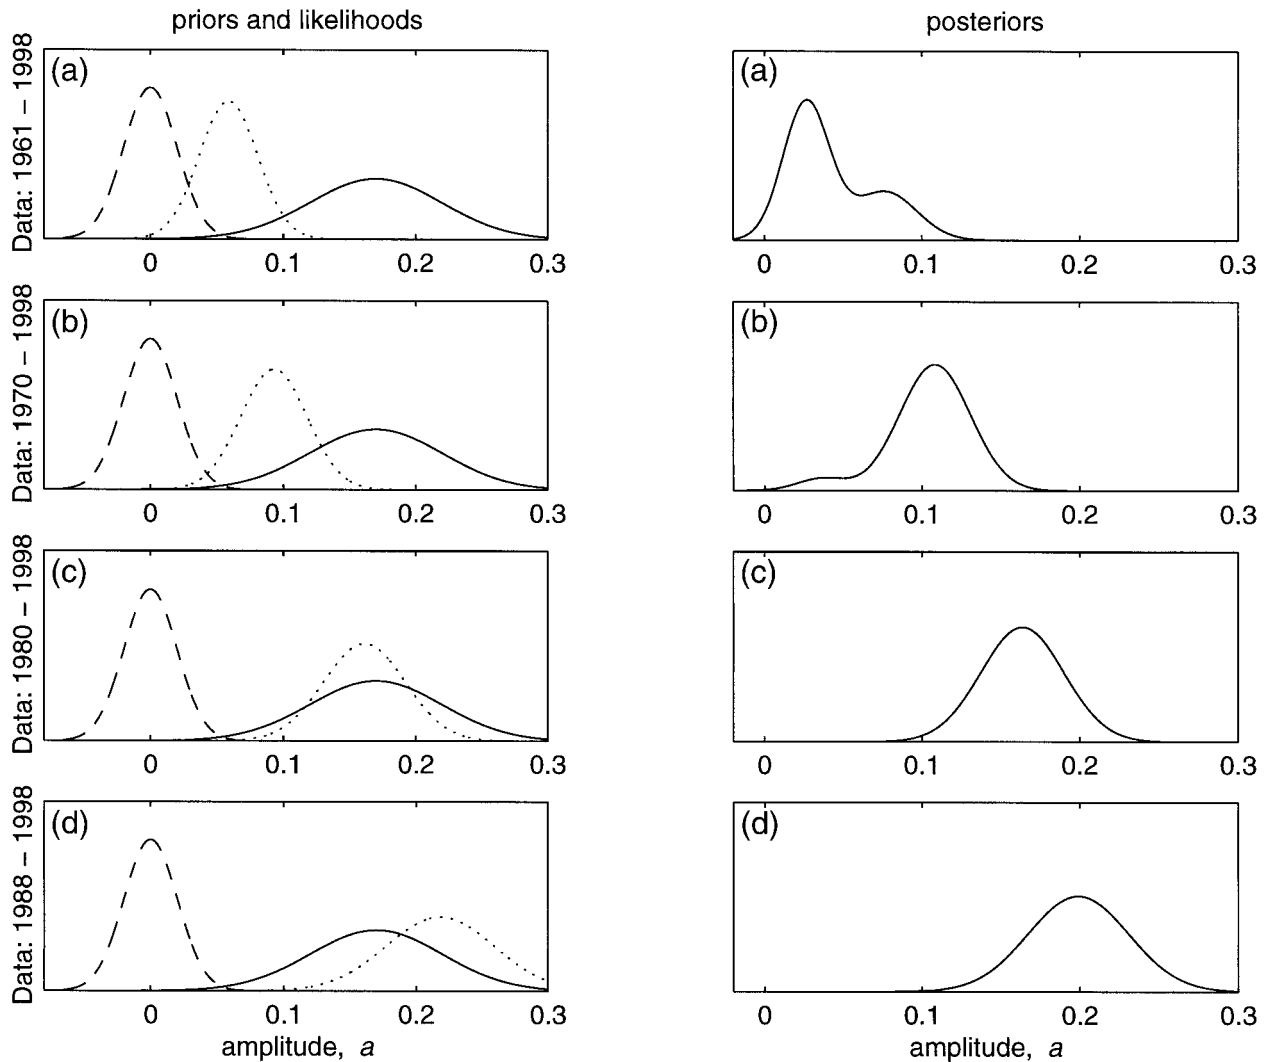 priors and likelihoods
posteriors
Data: 1961 – 1998
(a)
0 0.1 0.2 0.3
(a)
0 0.1 0.2 0.3
Data: 1970 – 1998
(b)
0 0.1 0.2 0.3
(b)
0 0.1 0.2 0.3
Data: 1980 – 1998
(c)
0 0.1 0.2 0.3
(c)
0 0.1 0.2 0.3
Data: 1988 – 1998
(d)
0 0.1 0.2 0.3
amplitude, a
(d)
0 0.1 0.2 0.3
amplitude, a